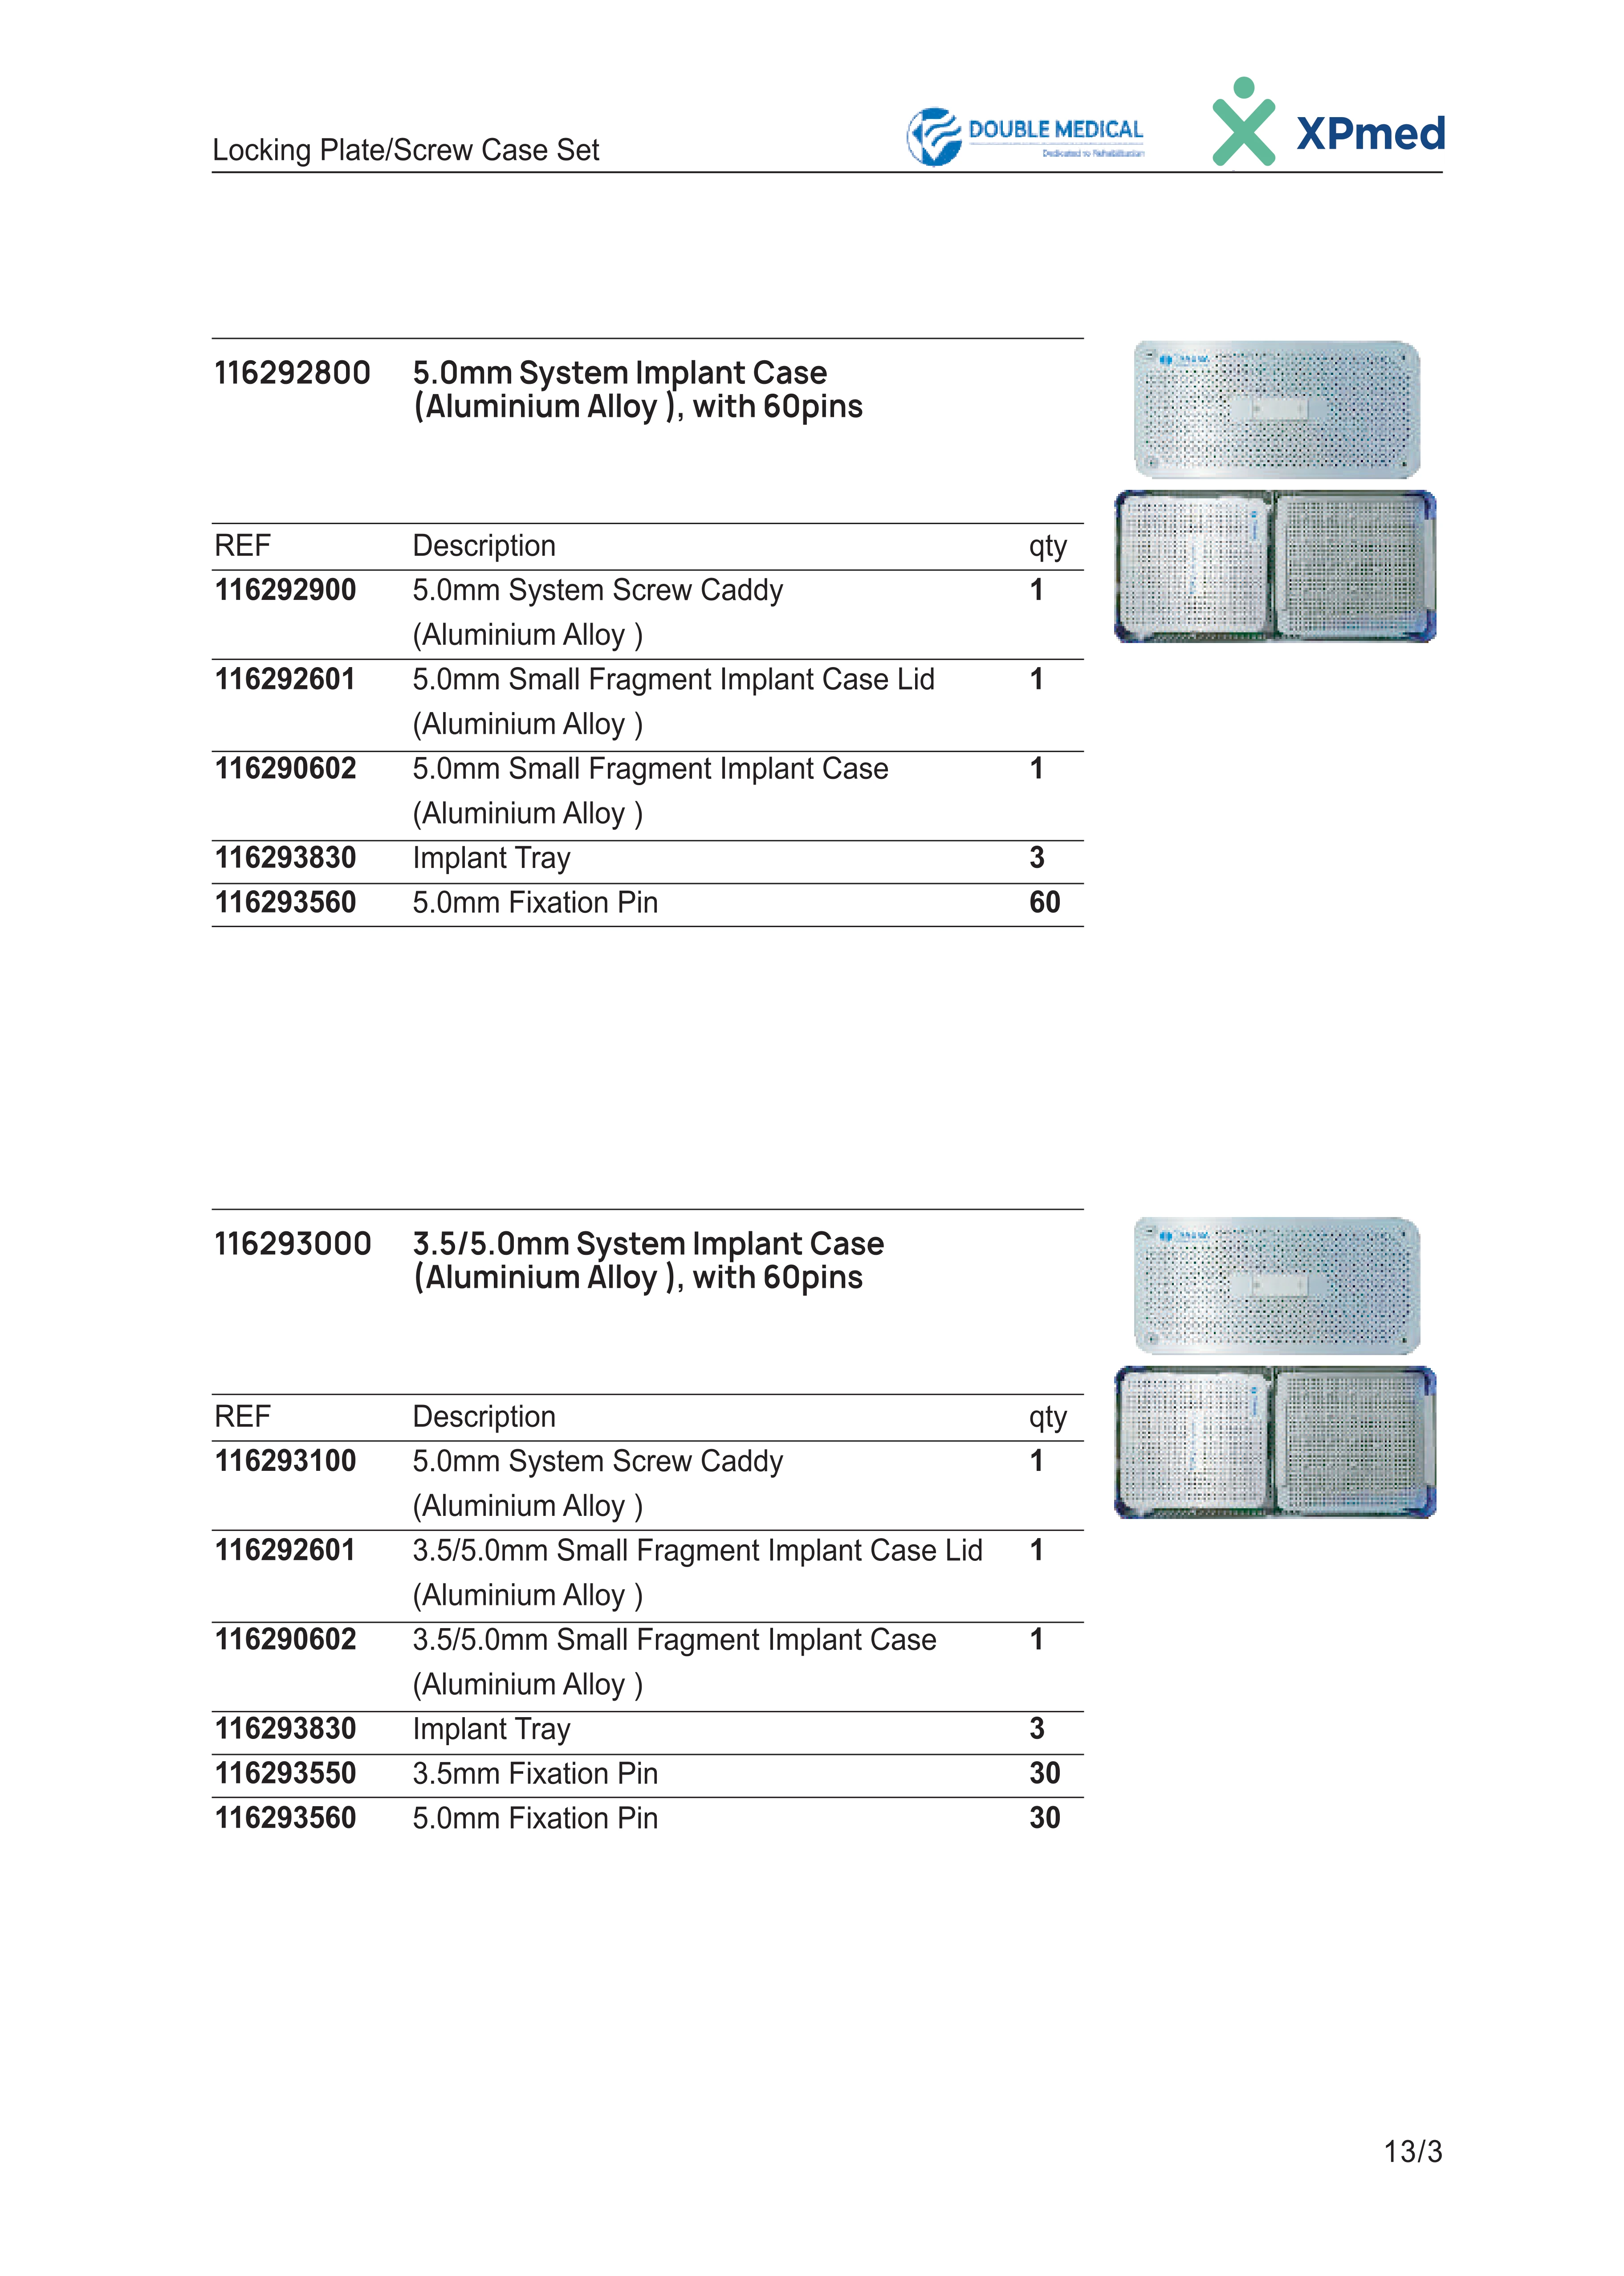 Locking Plate/Screw Case Set
DOUBLE MEDICAL
Dedicated to Rehabilitation
XPmed
116292800 5.0mm System Implant Case
(Aluminium Alloy ), with 60pins
REF Description qty
116292900 5.0mm System Screw Caddy 1
(Aluminium Alloy )
116292601 5.0mm Small Fragment Implant Case Lid 1
(Aluminium Alloy )
116290602 5.0mm Small Fragment Implant Case 1
(Aluminium Alloy )
116293830 Implant Tray 3
116293560 5.0mm Fixation Pin 60
116293000 3.5/5.0mm System Implant Case
(Aluminium Alloy ), with 60pins
REF Description qty
116293100 5.0mm System Screw Caddy 1
(Aluminium Alloy )
116292601 3.5/5.0mm Small Fragment Implant Case Lid 1
(Aluminium Alloy )
116290602 3.5/5.0mm Small Fragment Implant Case 1
(Aluminium Alloy )
116293830 Implant Tray 3
116293550 3.5mm Fixation Pin 30
116293560 5.0mm Fixation Pin 30
13/3